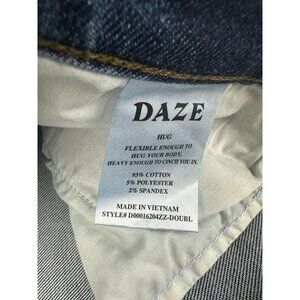 DAZE
HUG
FLEXIBLE ENOUGH TO
HUG YOUR BODY,
HEAVY ENOUGH TO CINCH YOU IN.
93% COTTON
5% POLYESTER
2% SPANDEX
MADE IN VIETNAM
STYLE# D00016204ZZ-DOUBL